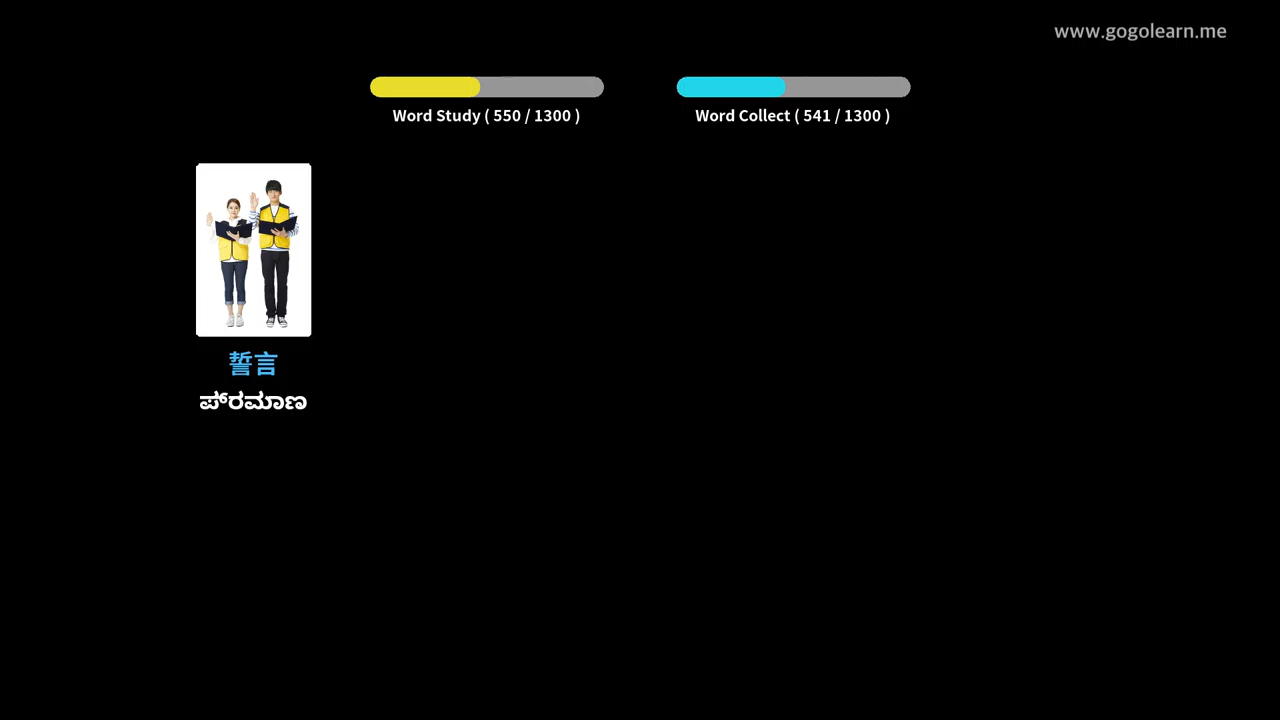 www.gogolearn.me
Word Study ( 550 / 1300 )
Word Collect ( 541 / 1300 )
誓言
ಪ್ರಮಾಣ